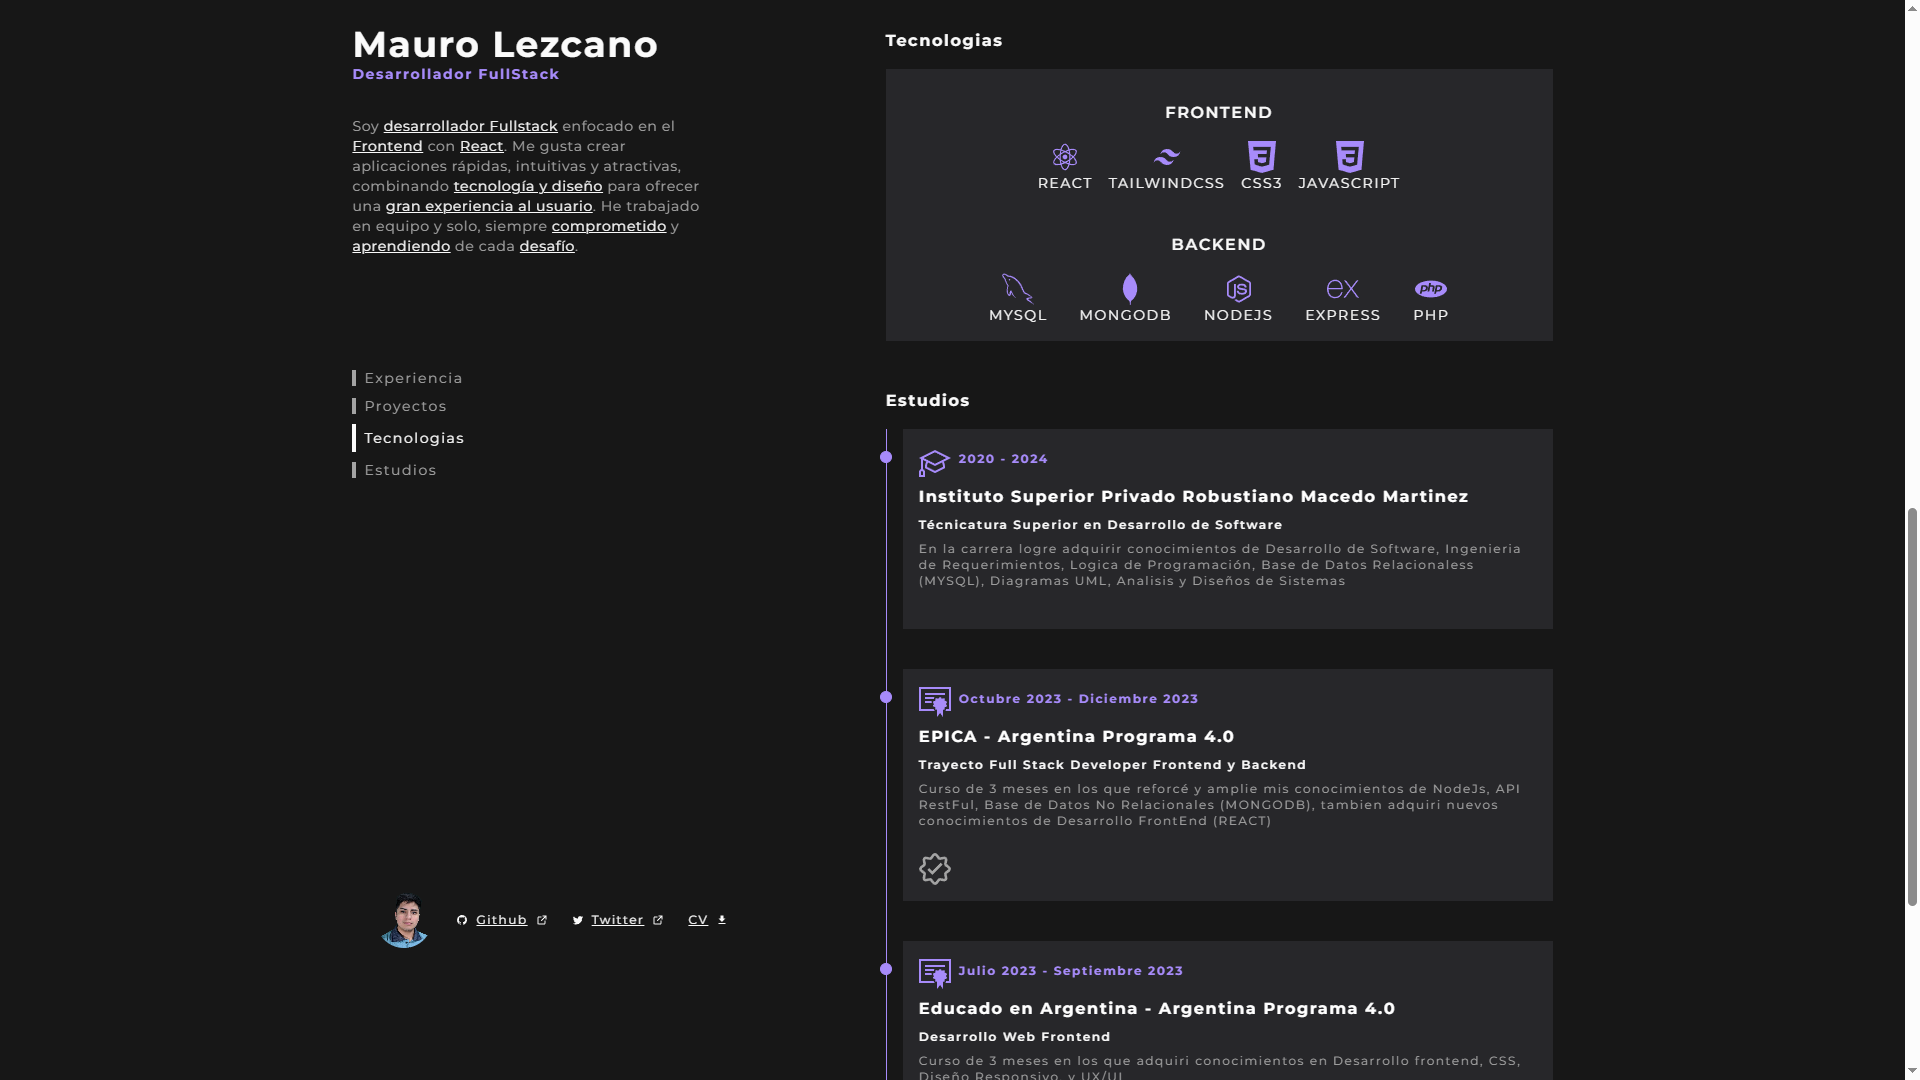 Mauro Lezcano
Desarrollador FullStack
Soy desarrollador Fullstack enfocado en el
Frontend con React. Me gusta crear
aplicaciones rápidas, intuitivas y atractivas,
combinando tecnología y diseño para ofrecer
una gran experiencia al usuario. He trabajado
en equipo y solo, siempre comprometido y
aprendiendo de cada desafío.
Experiencia
Proyectos
Tecnologias
Estudios
Github
Twitter
CV
Tecnologias
FRONTEND
REACT
TAILWINDCSS
CSS3
JAVASCRIPT
BACKEND
JS
ex
php
MYSQL
MONGODB
NODEJS
EXPRESS
PHP
Estudios
2020 - 2024
Instituto Superior Privado Robustiano Macedo Martinez
Técnicatura Superior en Desarrollo de Software
En la carrera logre adquirir conocimientos de Desarrollo de Software, Ingenieria
de Requerimientos, Logica de Programación, Base de Datos Relacionaless
(MYSQL), Diagramas UML, Analisis y Diseños de Sistemas
Octubre 2023 - Diciembre 2023
EPICA - Argentina Programa 4.0
Trayecto Full Stack Developer Frontend y Backend
Curso de 3 meses en los que reforcé y amplie mis conocimientos de NodeJs, API
RestFul, Base de Datos No Relacionales (MONGODB), tambien adquiri nuevos
conocimientos de Desarrollo FrontEnd (REACT)
Julio 2023 - Septiembre 2023
Educado en Argentina - Argentina Programa 4.0
Desarrollo Web Frontend
Curso de 3 meses en los que adquiri conocimientos en Desarrollo frontend, CSS,
Diseño Responsivo, y UX/UI